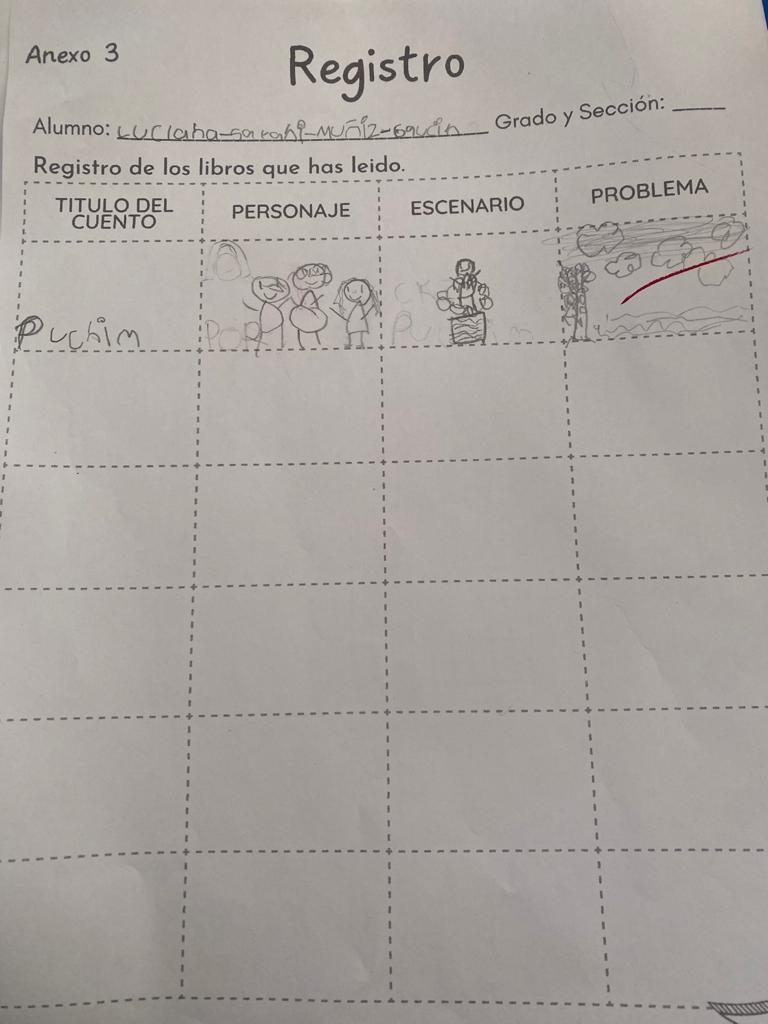 Anexo 3
Registro
Alumno: Luciana-sarahi-MUÑIZ-
Grado y Sección:
Registro de los libros que has leido.
TITULO DEL CUENTO
PERSONAJE
ESCENARIO
PROBLEMA
Puchim